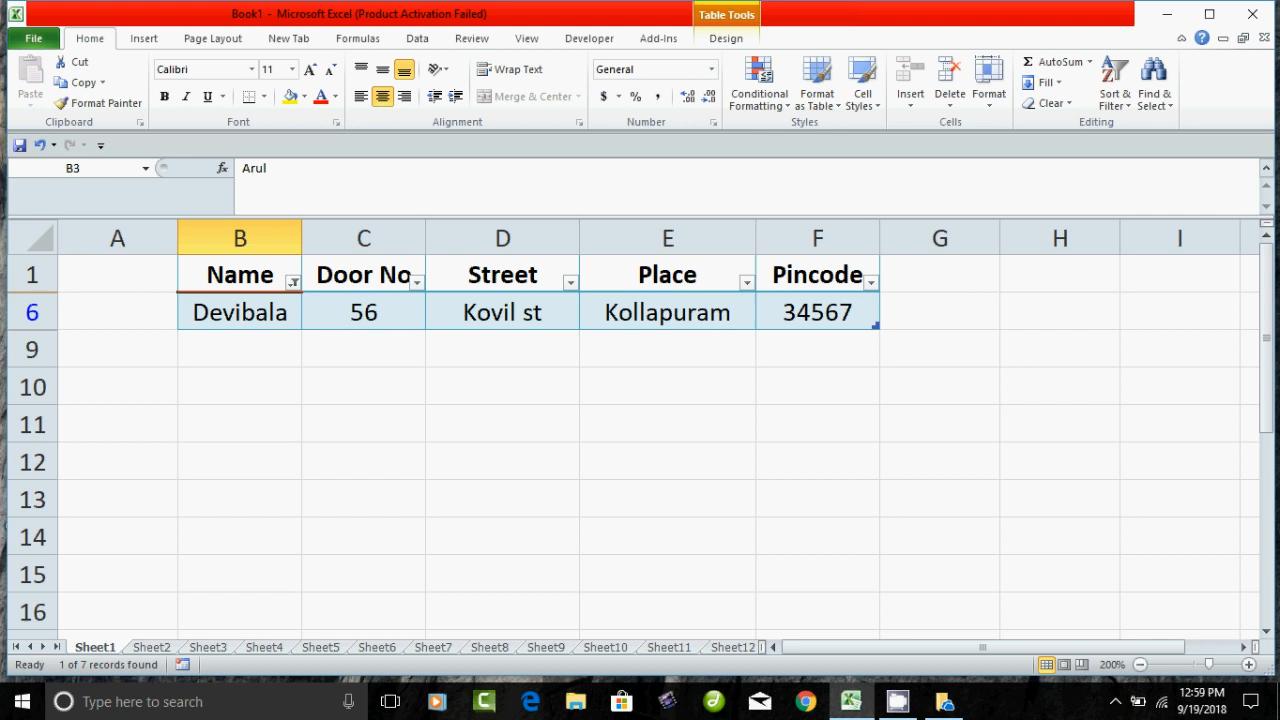 Book1 - Microsoft Excel (Product Activation Failed)
Table Tools
File Home Insert Page Layout New Tab Formulas Data Review View Developer Add-Ins Design
Paste
Cut
Copy
Format Painter
Clipboard
Calibri 11
B I U A
Font
Wrap Text
Merge & Center
Alignment
General
$ % ,
Number
Conditional Formatting
Format as Table
Cell Styles
Styles
Insert Delete Format
Cells
Σ AutoSum
Fill
Clear
Sort & Filter
Find & Select
Editing
B3 fx Arul
A B C D E F G H I
1 Name Door No Street Place Pincode
6 Devibala 56 Kovil st Kollapuram 34567
9
10
11
12
13
14
15
16
Sheet1 Sheet2 Sheet3 Sheet4 Sheet5 Sheet6 Sheet7 Sheet8 Sheet9 Sheet10 Sheet11 Sheet12
Ready 1 of 7 records found 200%
Type here to search
12:59 PM
9/19/2018